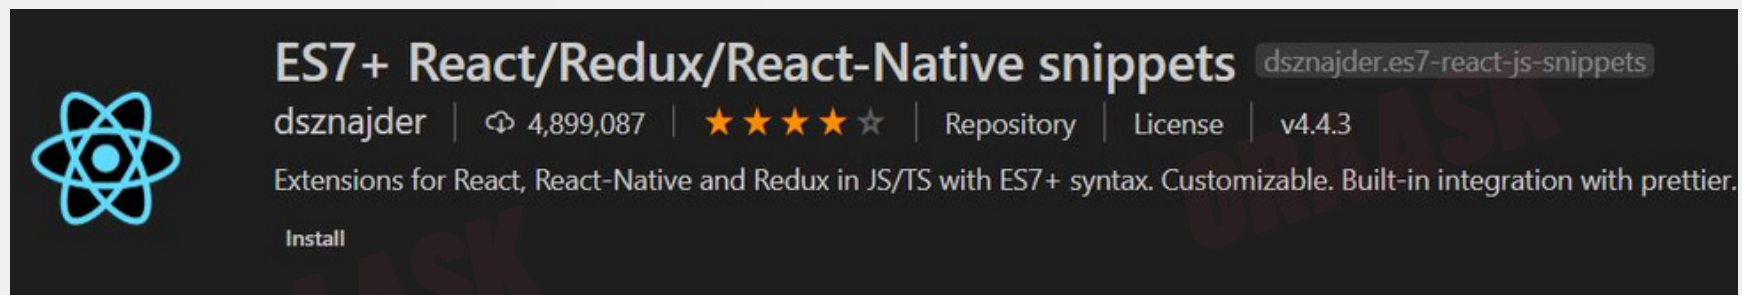 ES7+ React/Redux/React-Native snippets dsznajder.es7-react-js-snippets
dsznajder | 4,899,087 | ★★★★☆ | Repository | License | v4.4.3
Extensions for React, React-Native and Redux in JS/TS with ES7+ syntax. Customizable. Built-in integration with prettier.
Install
ORAASK
ASK